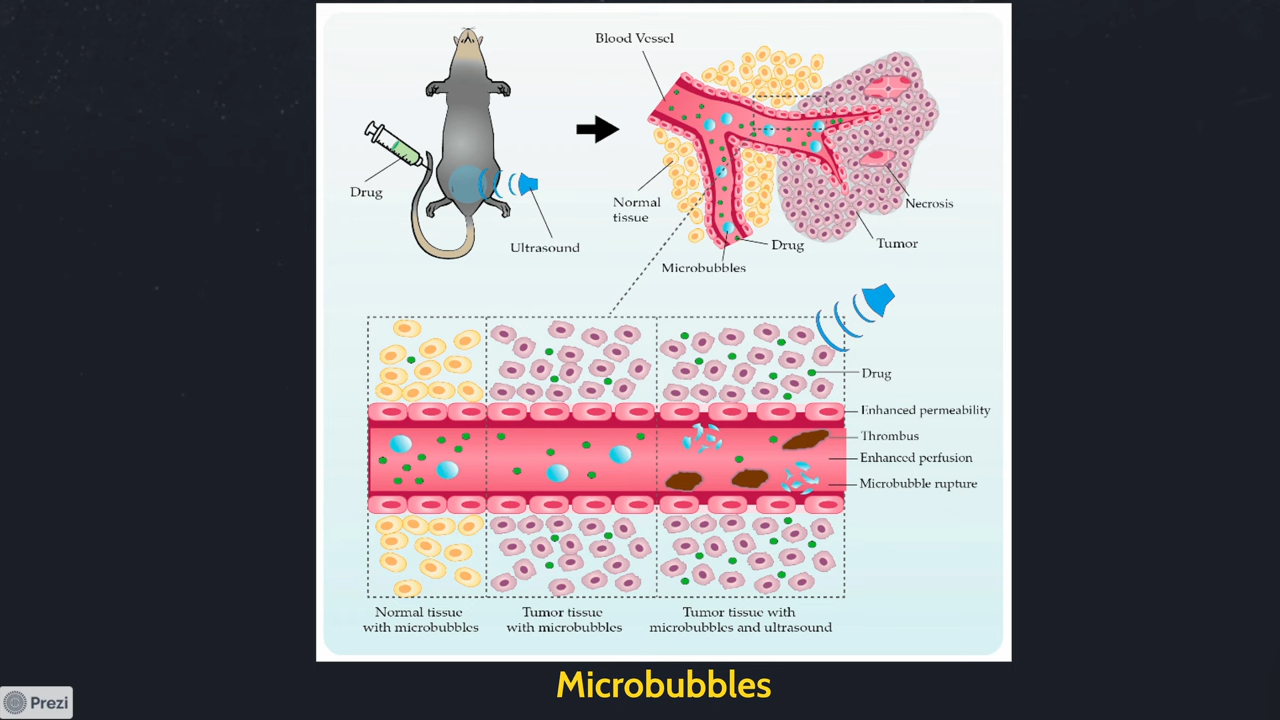 Blood Vessel
Drug
Ultrasound
Normal
tissue
Necrosis
Tumor
Drug
Microbubbles
Drug
Enhanced permeability
Thrombus
Enhanced perfusion
Microbubble rupture
Normal tissue
with microbubbles
Tumor tissue
with microbubbles
Tumor tissue with
microbubbles and ultrasound
Microbubbles
Prezi